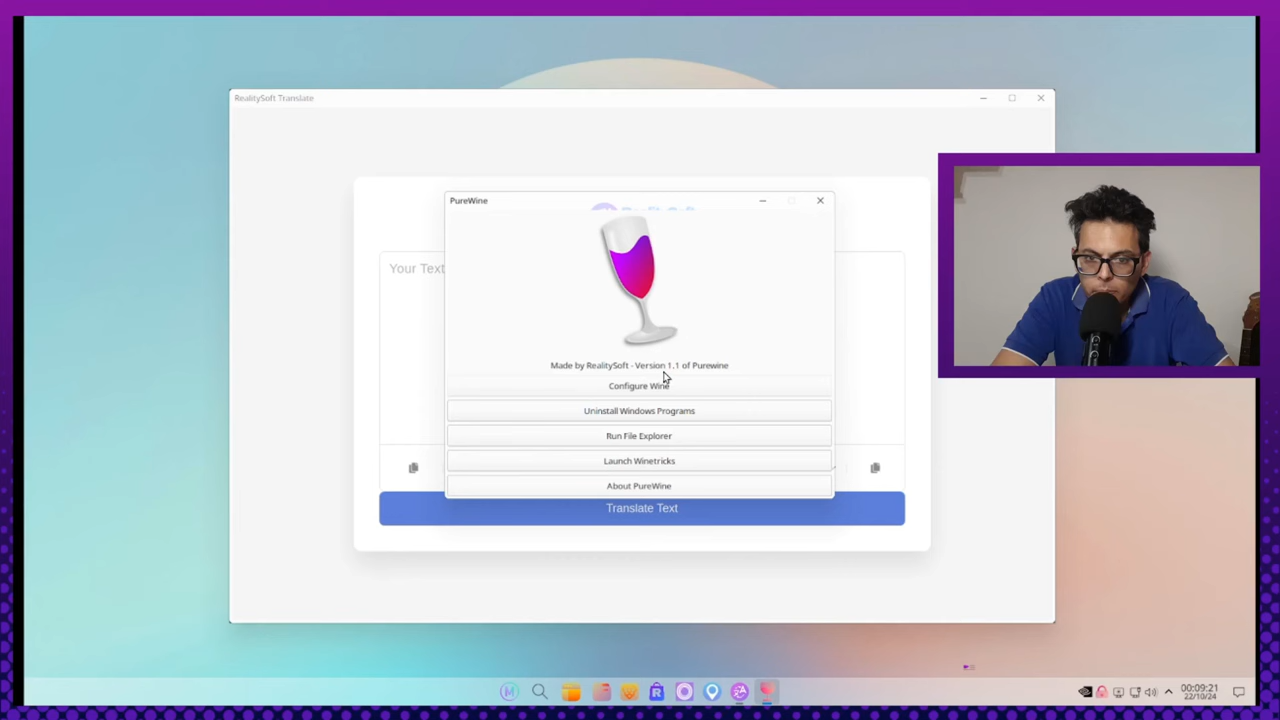 RealitySoft Translate
PureWine
Your Text
Made by RealitySoft - Version 1.1 of Purewine
Configure Wine
Uninstall Windows Programs
Run File Explorer
Launch Winetricks
About PureWine
Translate Text
00:09:21
22/10/24